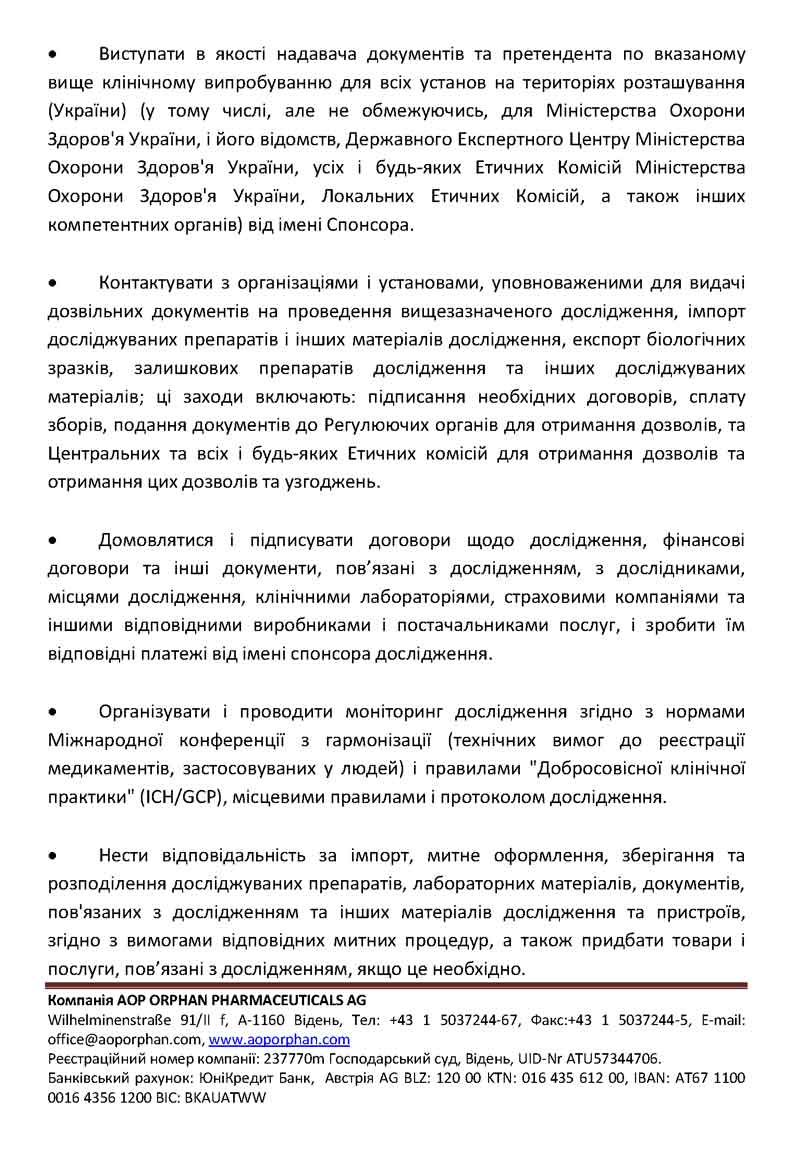 • Виступати в якості надавача документів та претендента по вказаному
вище клінічному випробуванню для всіх установ на територіях розташування
(України) (у тому числі, але не обмежуючись, для Міністерства Охорони
Здоров'я України, і його відомств, Державного Експертного Центру Міністерства
Охорони Здоров'я України, усіх і будь-яких Етичних Комісій Міністерства
Охорони Здоров'я України, Локальних Етичних Комісій, а також інших
компетентних органів) від імені Спонсора.
• Контактувати з організаціями і установами, уповноваженими для видачі
дозвільних документів на проведення вищезазначеного дослідження, імпорт
досліджуваних препаратів і інших матеріалів дослідження, експорт біологічних
зразків, залишкових препаратів дослідження та інших досліджуваних
матеріалів; ці заходи включають: підписання необхідних договорів, сплату
зборів, подання документів до Регулюючих органів для отримання дозволів, та
Центральних та всіх і будь-яких Етичних комісій для отримання дозволів та
отримання цих дозволів та узгоджень.
• Домовлятися і підписувати договори щодо дослідження, фінансові
договори та інші документи, пов’язані з дослідженням, з дослідниками,
місцями дослідження, клінічними лабораторіями, страховими компаніями та
іншими відповідними виробниками і постачальниками послуг, і зробити їм
відповідні платежі від імені спонсора дослідження.
• Організувати і проводити моніторинг дослідження згідно з нормами
Міжнародної конференції з гармонізації (технічних вимог до реєстрації
медикаментів, застосовуваних у людей) і правилами "Добросовісної клінічної
практики" (ICH/GCP), місцевими правилами і протоколом дослідження.
• Нести відповідальність за імпорт, митне оформлення, зберігання та
розподілення досліджуваних препаратів, лабораторних матеріалів, документів,
пов'язаних з дослідженням та інших матеріалів дослідження та пристроїв,
згідно з вимогами відповідних митних процедур, а також придбати товари і
послуги, пов’язані з дослідженням, якщо це необхідно.
Компанія AOP ORPHAN PHARMACEUTICALS AG
Wilhelminenstraße 91/II f, A-1160 Відень, Тел: +43 1 5037244-67, Факс:+43 1 5037244-5, E-mail:
office@aoporphan.com, www.aoporphan.com
Реєстраційний номер компанії: 237770m Господарський суд, Відень, UID-Nr ATU57344706.
Банківський рахунок: ЮніКредит Банк, Австрія AG BLZ: 120 00 KTN: 016 435 612 00, IBAN: AT67 1100
0016 4356 1200 BIC: BKAUATWW